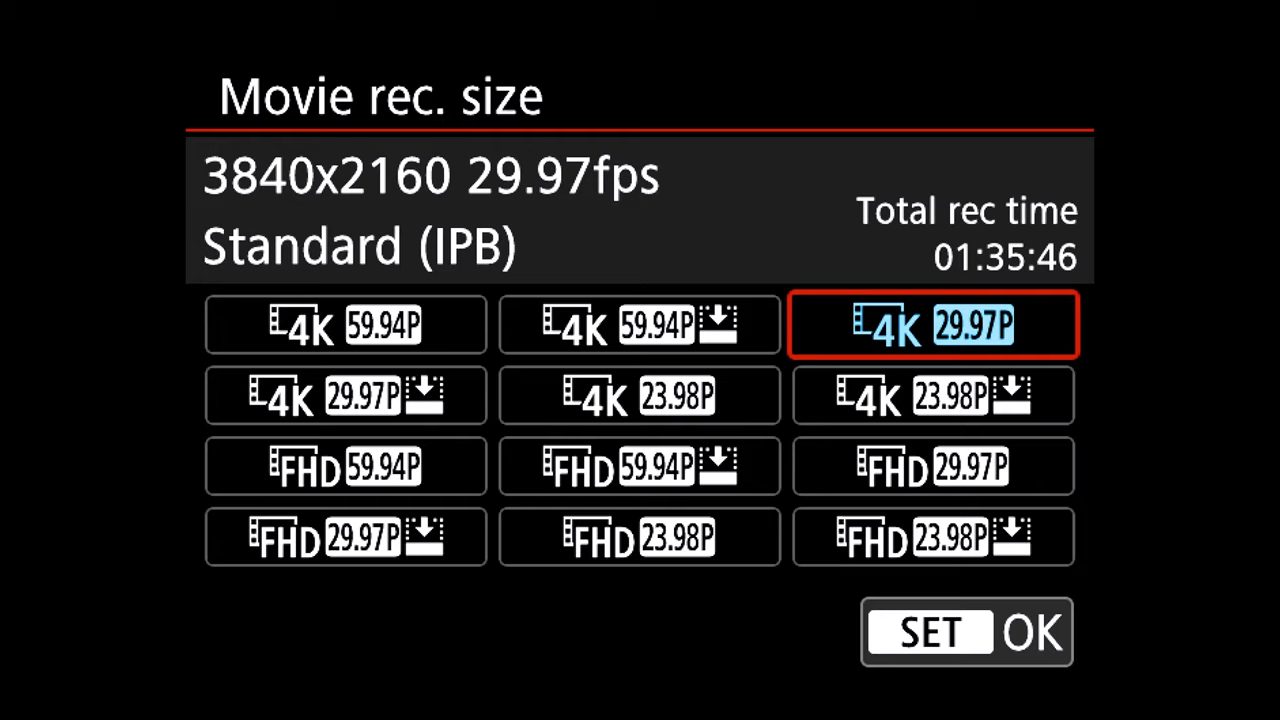 Movie rec. size
3840x2160 29.97fps
Standard (IPB)
Total rec time
01:35:46
4K 59.94P
4K 59.94P
4K 29.97P
4K 29.97P
4K 23.98P
4K 23.98P
FHD 59.94P
FHD 59.94P
FHD 29.97P
FHD 29.97P
FHD 23.98P
FHD 23.98P
SET OK